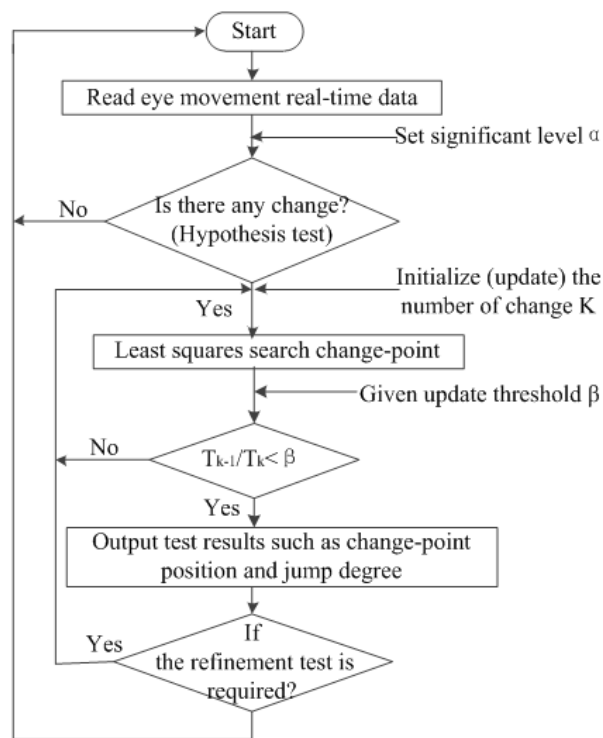 Start
Read eye movement real-time data
Set significant level α
No
Is there any change?
(Hypothesis test)
Initialize (update) the
number of change K
Yes
Least squares search change-point
Given update threshold β
No
Tk-1/Tk< β
Yes
Output test results such as change-point
position and jump degree
Yes
If
the refinement test is
required?